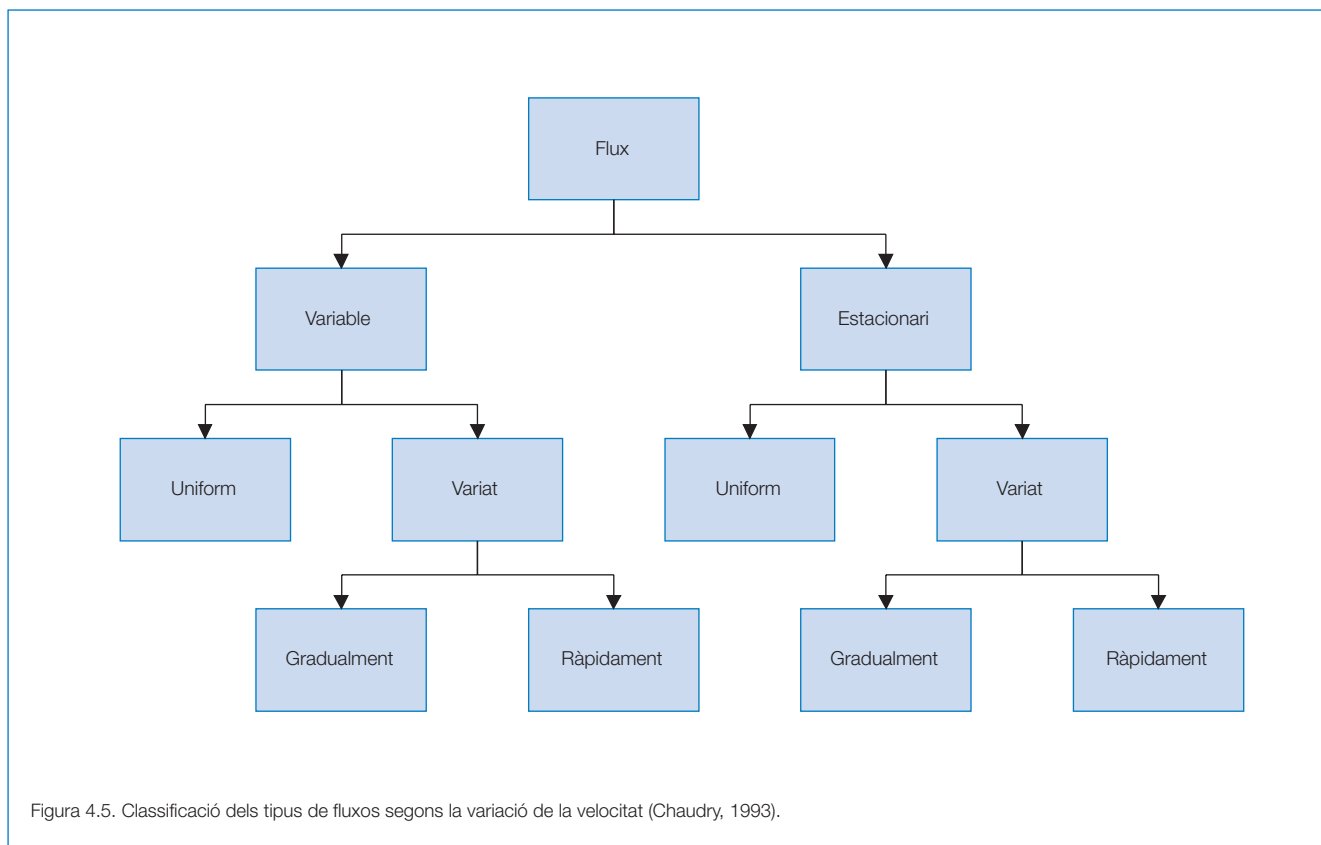 Flux
Variable
Estacionari
Uniform
Variat
Uniform
Variat
Gradualment
Ràpidament
Gradualment
Ràpidament
Figura 4.5. Classificació dels tipus de fluxos segons la variació de la velocitat (Chaudry, 1993).